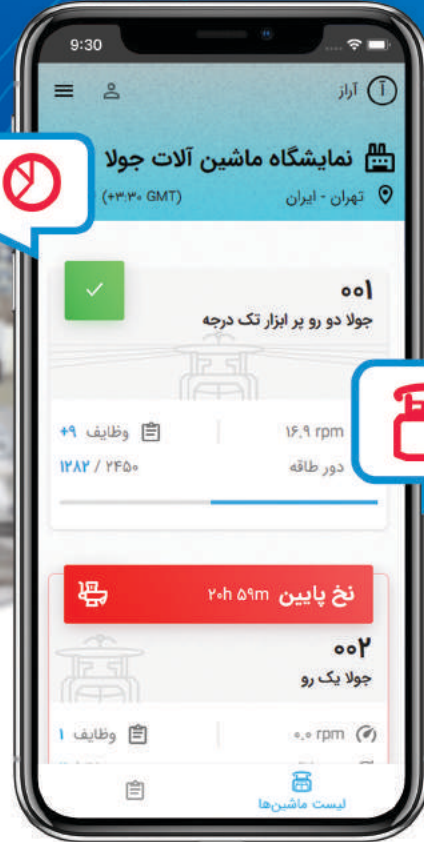 9:30
آراز
نمایشگاه ماشین آلات جولا
تهران - ایران
(+۳:۳۰ GMT)
۰۰۱
جولا دو رو پر ابزار تک درجه
۱۶.۹ rpm
وظایف ۹+
دور طاقه
۱۲۸۲ / ۲۴۵۰
نخ پایین ۲۰h ۵۹m
۰۰۲
جولا یک رو
۰.۰ rpm
وظایف ۱
لیست ماشین‌ها